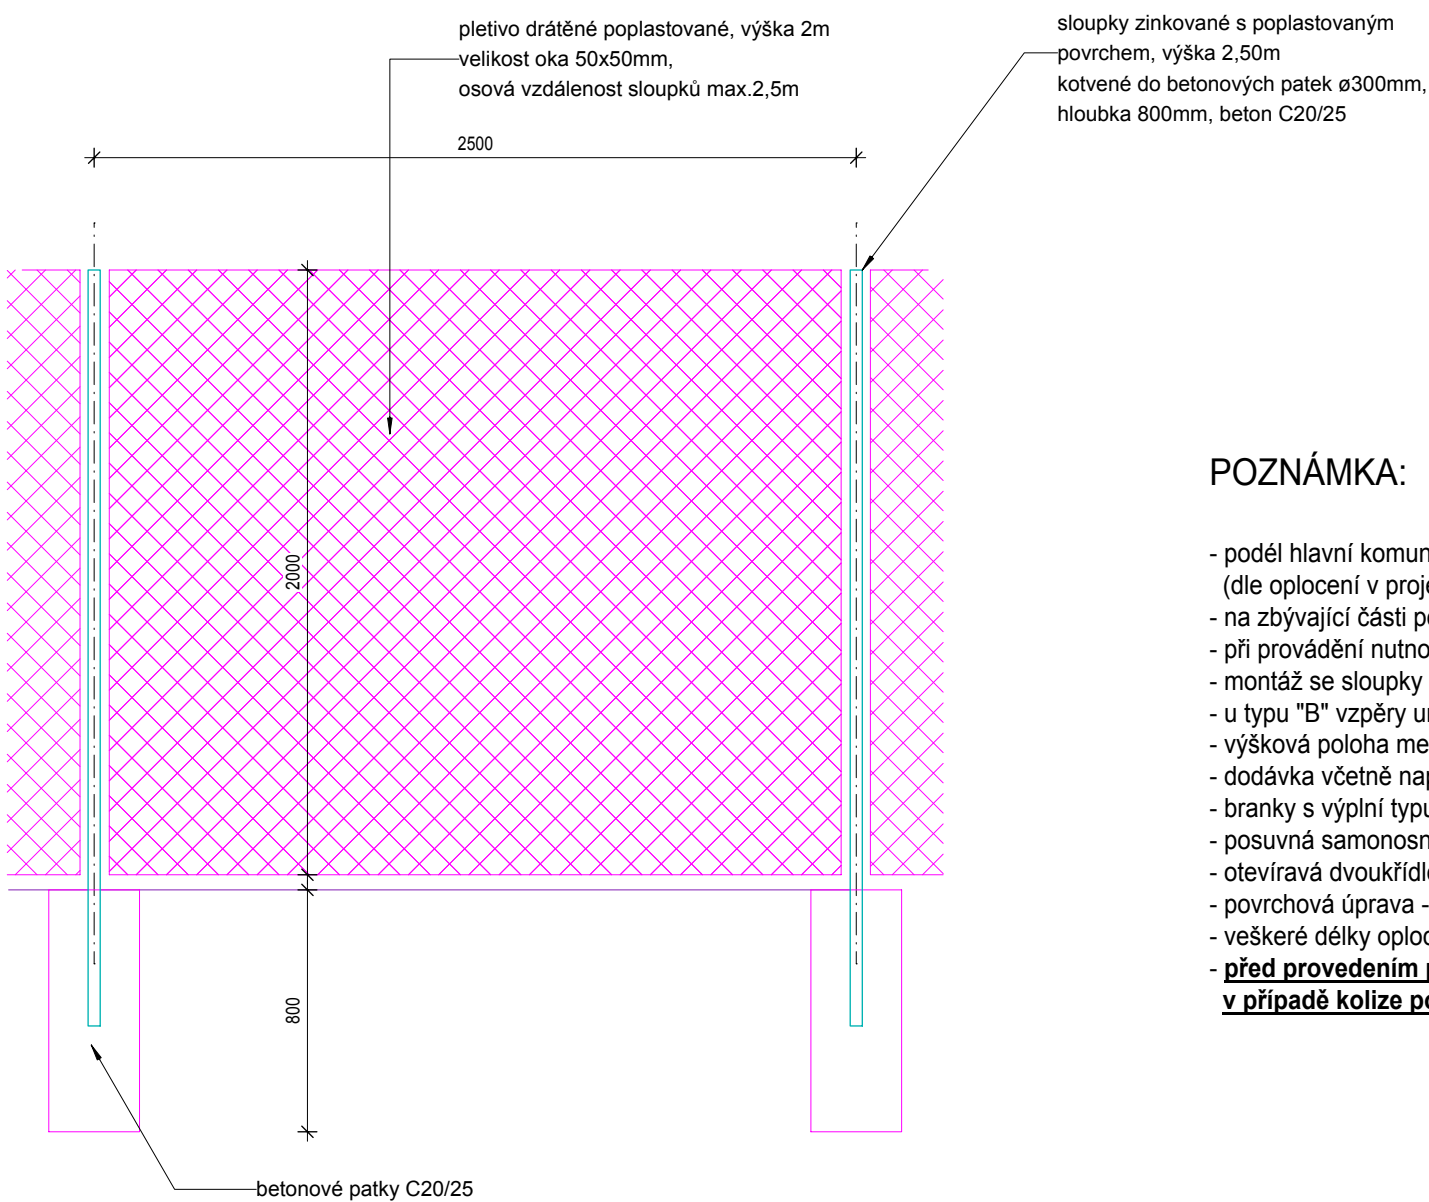 pletivo drátěné poplastované, výška 2m
velikost oka 50x50mm,
osová vzdálenost sloupků max.2,5m
sloupky zinkované s poplastovaným
povrchem, výška 2,50m
kotvené do betonových patek ø300mm,
hloubka 800mm, beton C20/25
2500
2000
800
betonové patky C20/25
POZNÁMKA:
- podél hlavní komun
(dle oplocení v proje
- na zbývající části p
- při provádění nutno
- montáž se sloupky
- u typu "B" vzpěry u
- výšková poloha me
- dodávka včetně nap
- branky s výplní typu
- posuvná samonosn
- otevíravá dvoukřídl
- povrchová úprava -
- veškeré délky oploc
- před provedením p
v případě kolize po